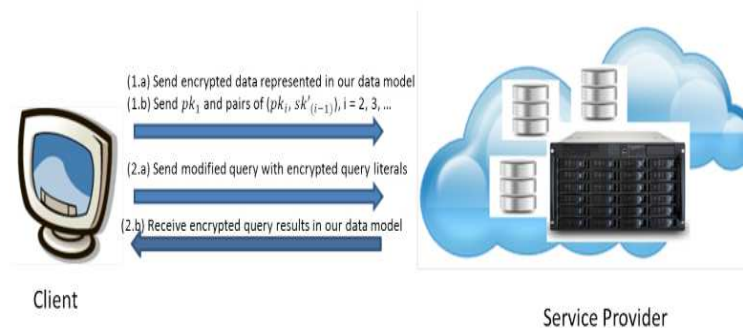 (1.a) Send encrypted data represented in our data model
(1.b) Send pk₁ and pairs of (pkᵢ, sk'₍ᵢ₋₁₎), i = 2, 3, ...
(2.a) Send modified query with encrypted query literals
(2.b) Receive encrypted query results in our data model
Client
Service Provider